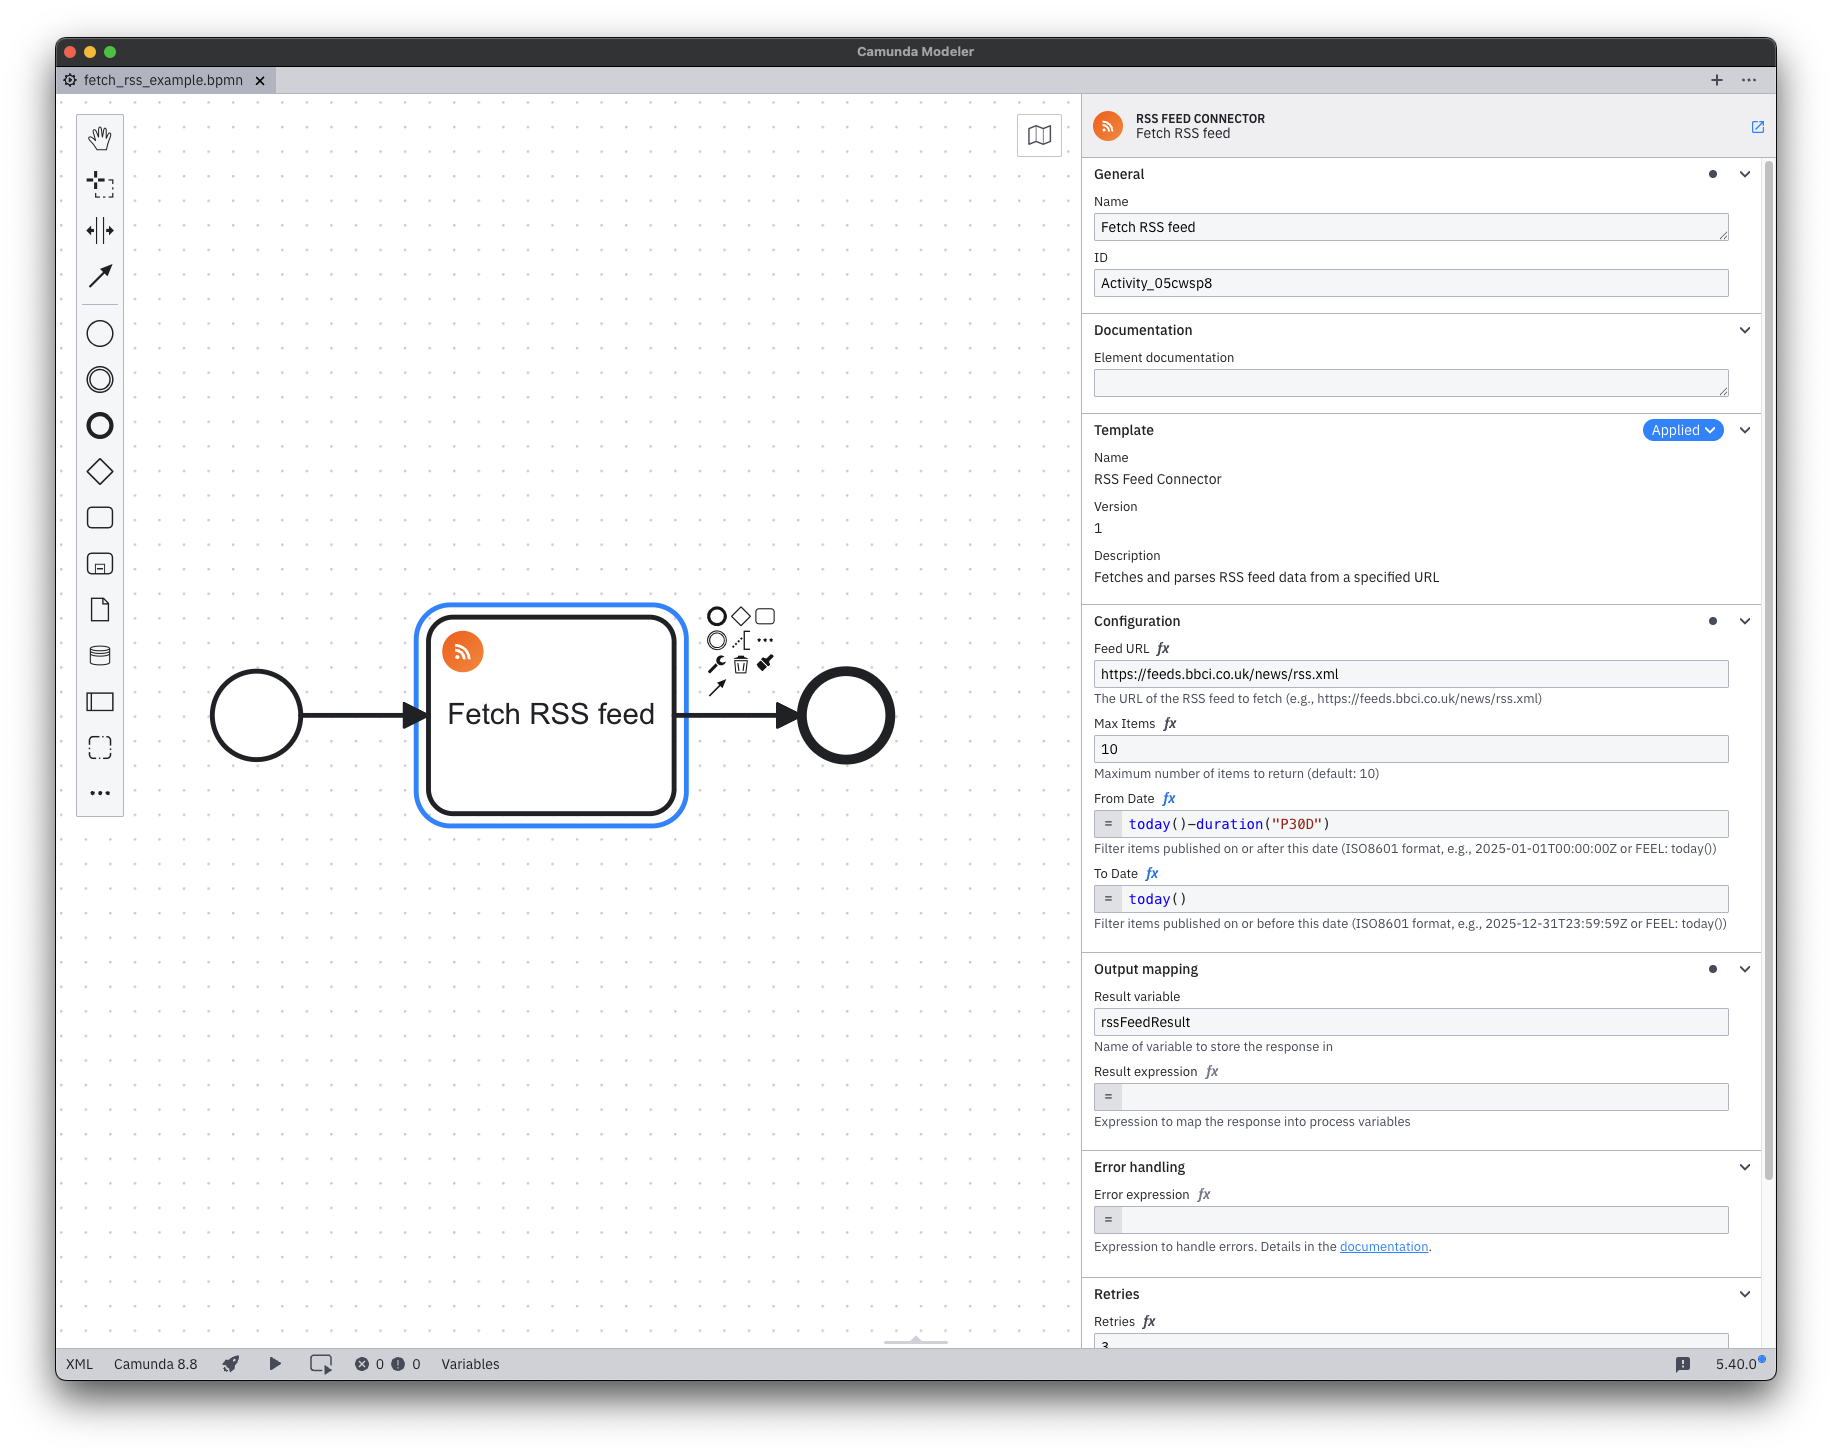 Camunda Modeler
fetch_rss_example.bpmn
RSS FEED CONNECTOR
Fetch RSS feed
General
Name
Fetch RSS feed
ID
Activity_05cwsp8
Documentation
Element documentation
Template
Applied
Name
RSS Feed Connector
Version
1
Description
Fetches and parses RSS feed data from a specified URL
Configuration
Feed URL fx
https://feeds.bbci.co.uk/news/rss.xml
The URL of the RSS feed to fetch (e.g., https://feeds.bbci.co.uk/news/rss.xml)
Max Items fx
10
Maximum number of items to return (default: 10)
From Date fx
= today()-duration("P30D")
Filter items published on or after this date (ISO8601 format, e.g., 2025-01-01T00:00:00Z or FEEL: today())
To Date fx
= today()
Filter items published on or before this date (ISO8601 format, e.g., 2025-12-31T23:59:59Z or FEEL: today())
Output mapping
Result variable
rssFeedResult
Name of variable to store the response in
Result expression fx
=
Expression to map the response into process variables
Error handling
Error expression fx
=
Expression to handle errors. Details in the documentation.
Retries
Retries fx
3
Fetch RSS feed
XML Camunda 8.8 0 0 Variables 5.40.0